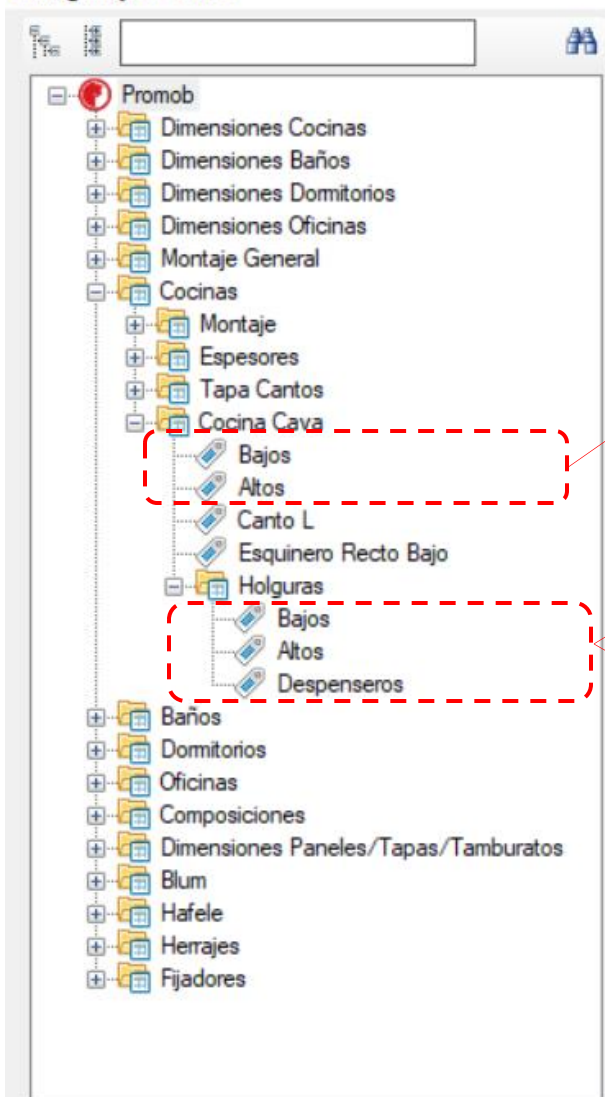 Promob
Dimensiones Cocinas
Dimensiones Baños
Dimensiones Dormitorios
Dimensiones Oficinas
Montaje General
Cocinas
Montaje
Espesores
Tapa Cantos
Cocina Cava
Bajos
Altos
Canto L
Esquinero Recto Bajo
Holguras
Bajos
Altos
Despenseros
Baños
Dormitorios
Oficinas
Composiciones
Dimensiones Paneles/Tapas/Tamburatos
Blum
Hafele
Herrajes
Fijadores